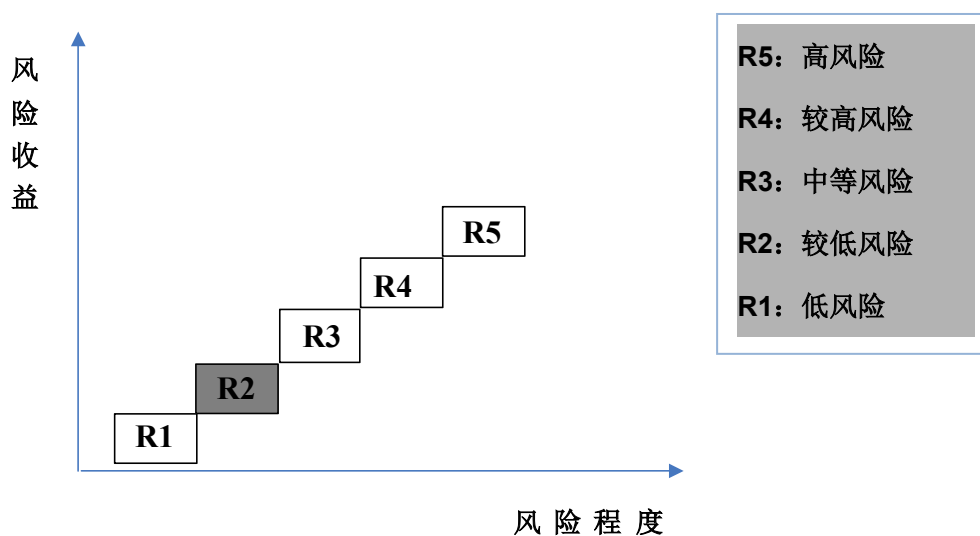 风险收益
R5
R4
R3
R2
R1
风险程度
R5：高风险
R4：较高风险
R3：中等风险
R2：较低风险
R1：低风险